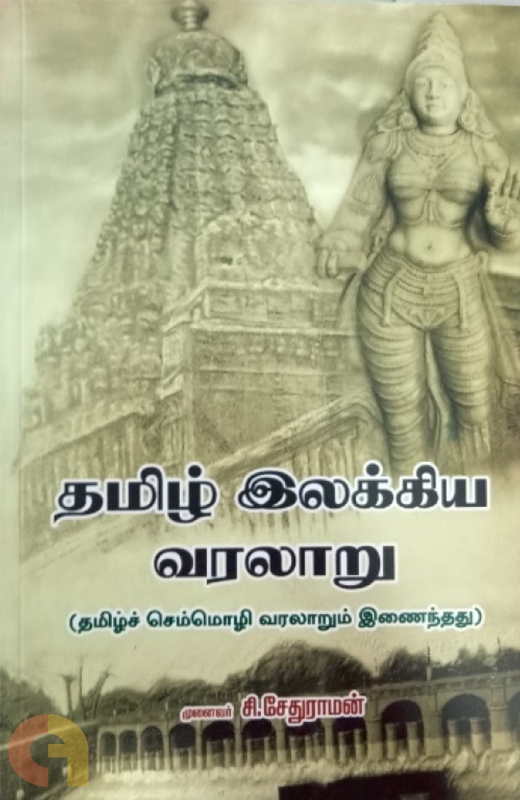 தமிழ் இலக்கிய
வரலாறு
(தமிழ்ச் செம்மொழி வரலாறும் இணைந்தது)
முனைவர் சி.சேதுராமன்